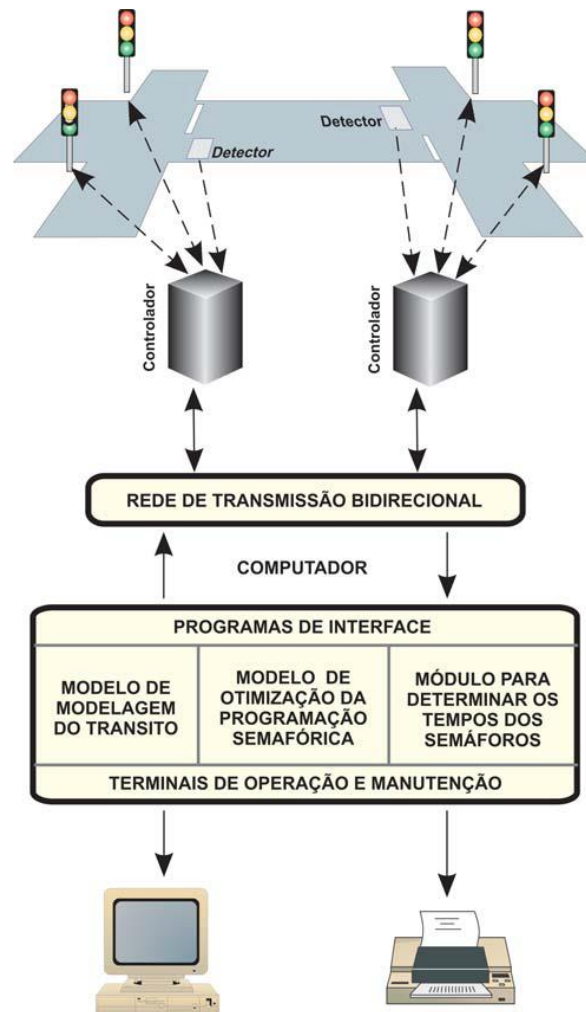 Detector
Detector
Controlador
Controlador
REDE DE TRANSMISSÃO BIDIRECIONAL
COMPUTADOR
PROGRAMAS DE INTERFACE
MODELO DE
MODELAGEM
DO TRANSITO
MODELO DE
OTIMIZAÇÃO DA
PROGRAMAÇÃO
SEMAFÓRICA
MÓDULO PARA
DETERMINAR OS
TEMPOS DOS
SEMÁFOROS
TERMINAIS DE OPERAÇÃO E MANUTENÇÃO